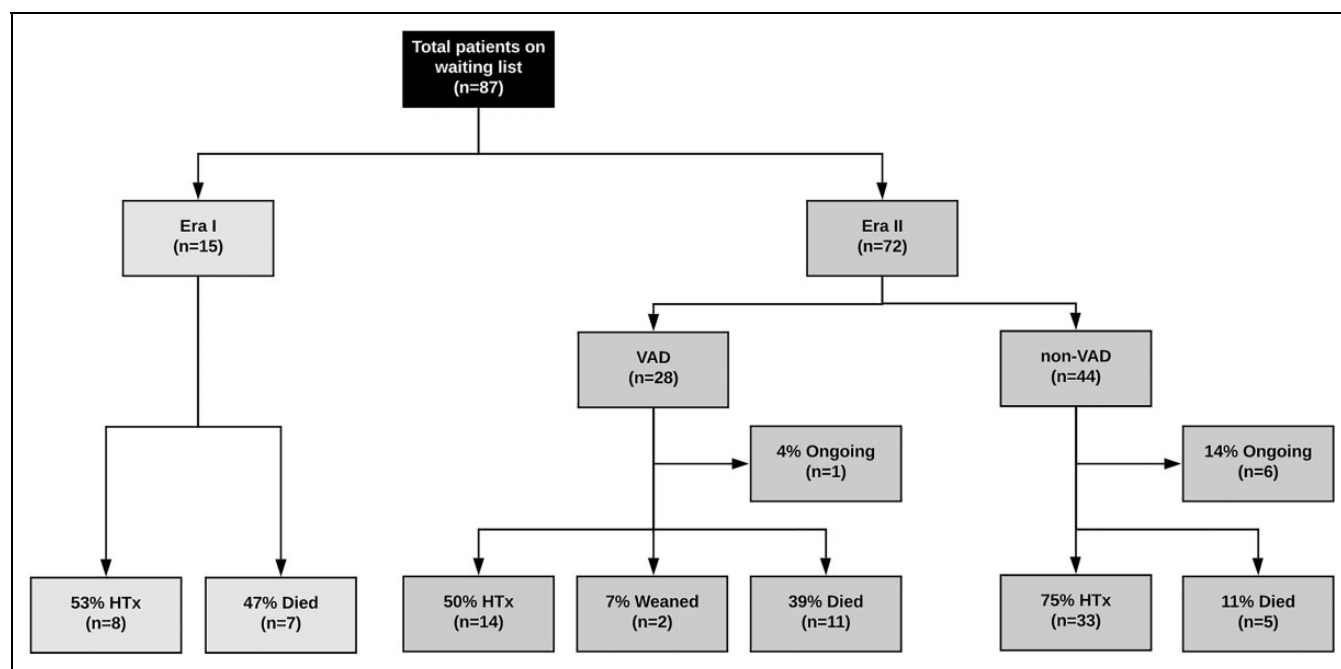 Total patients on
waiting list
(n=87)
Era I
(n=15)
Era II
(n=72)
VAD
(n=28)
non-VAD
(n=44)
4% Ongoing
(n=1)
14% Ongoing
(n=6)
53% HTx
(n=8)
47% Died
(n=7)
50% HTx
(n=14)
7% Weaned
(n=2)
39% Died
(n=11)
75% HTx
(n=33)
11% Died
(n=5)